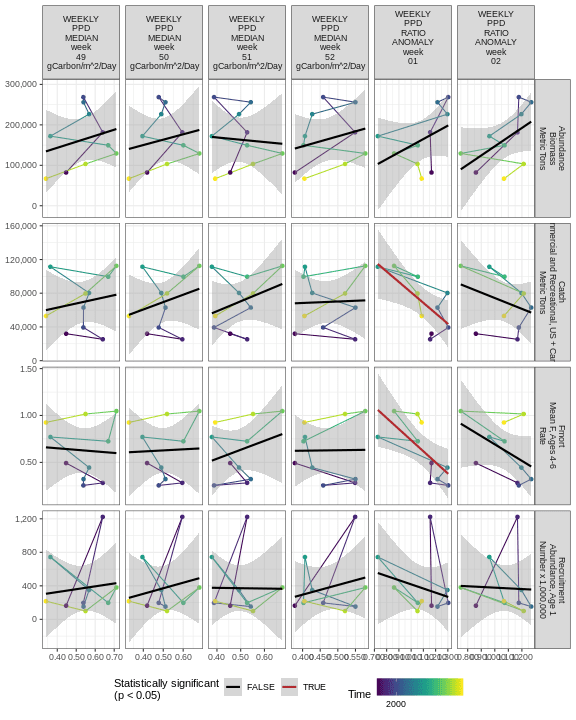 WEEKLY
PPD
MEDIAN
week
49
gCarbon/m^2/Day
WEEKLY
PPD
MEDIAN
week
50
gCarbon/m^2/Day
WEEKLY
PPD
MEDIAN
week
51
gCarbon/m^2/Day
WEEKLY
PPD
MEDIAN
week
52
gCarbon/m^2/Day
WEEKLY
PPD
RATIO
ANOMALY
week
01
WEEKLY
PPD
RATIO
ANOMALY
week
02
300,000
200,000
100,000
0
Abundance
Biomass
Metric Tons
160,000
120,000
80,000
40,000
0
Catch
nmercial and Recreational, US + Can
Metric Tons
1.50
1.00
0.50
Fmort
Mean F, Ages 4-6
Rate
1,200
800
400
0
Recruitment
Abundance, Age 1
Number x 1,000,000
0.40 0.50 0.60 0.70
0.40 0.50 0.60
0.40 0.50 0.60
0.400 0.450 0.500 0.550
Statistically significant
(p < 0.05)
FALSE
TRUE
Time
2000